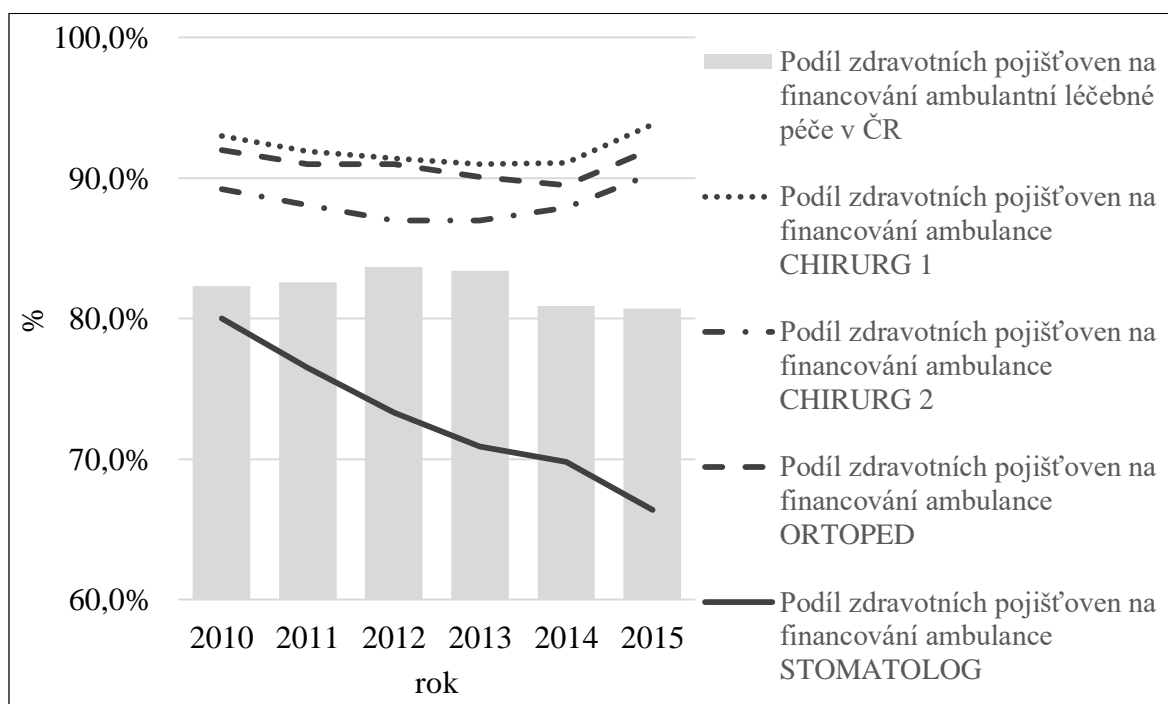 100,0%
90,0%
80,0%
70,0%
60,0%
%
2010 2011 2012 2013 2014 2015
rok
Podíl zdravotních pojišťoven na
financování ambulantní léčebné
péče v ČR
Podíl zdravotních pojišťoven na
financování ambulance
CHIRURG 1
Podíl zdravotních pojišťoven na
financování ambulance
CHIRURG 2
Podíl zdravotních pojišťoven na
financování ambulance
ORTOPED
Podíl zdravotních pojišťoven na
financování ambulance
STOMATOLOG